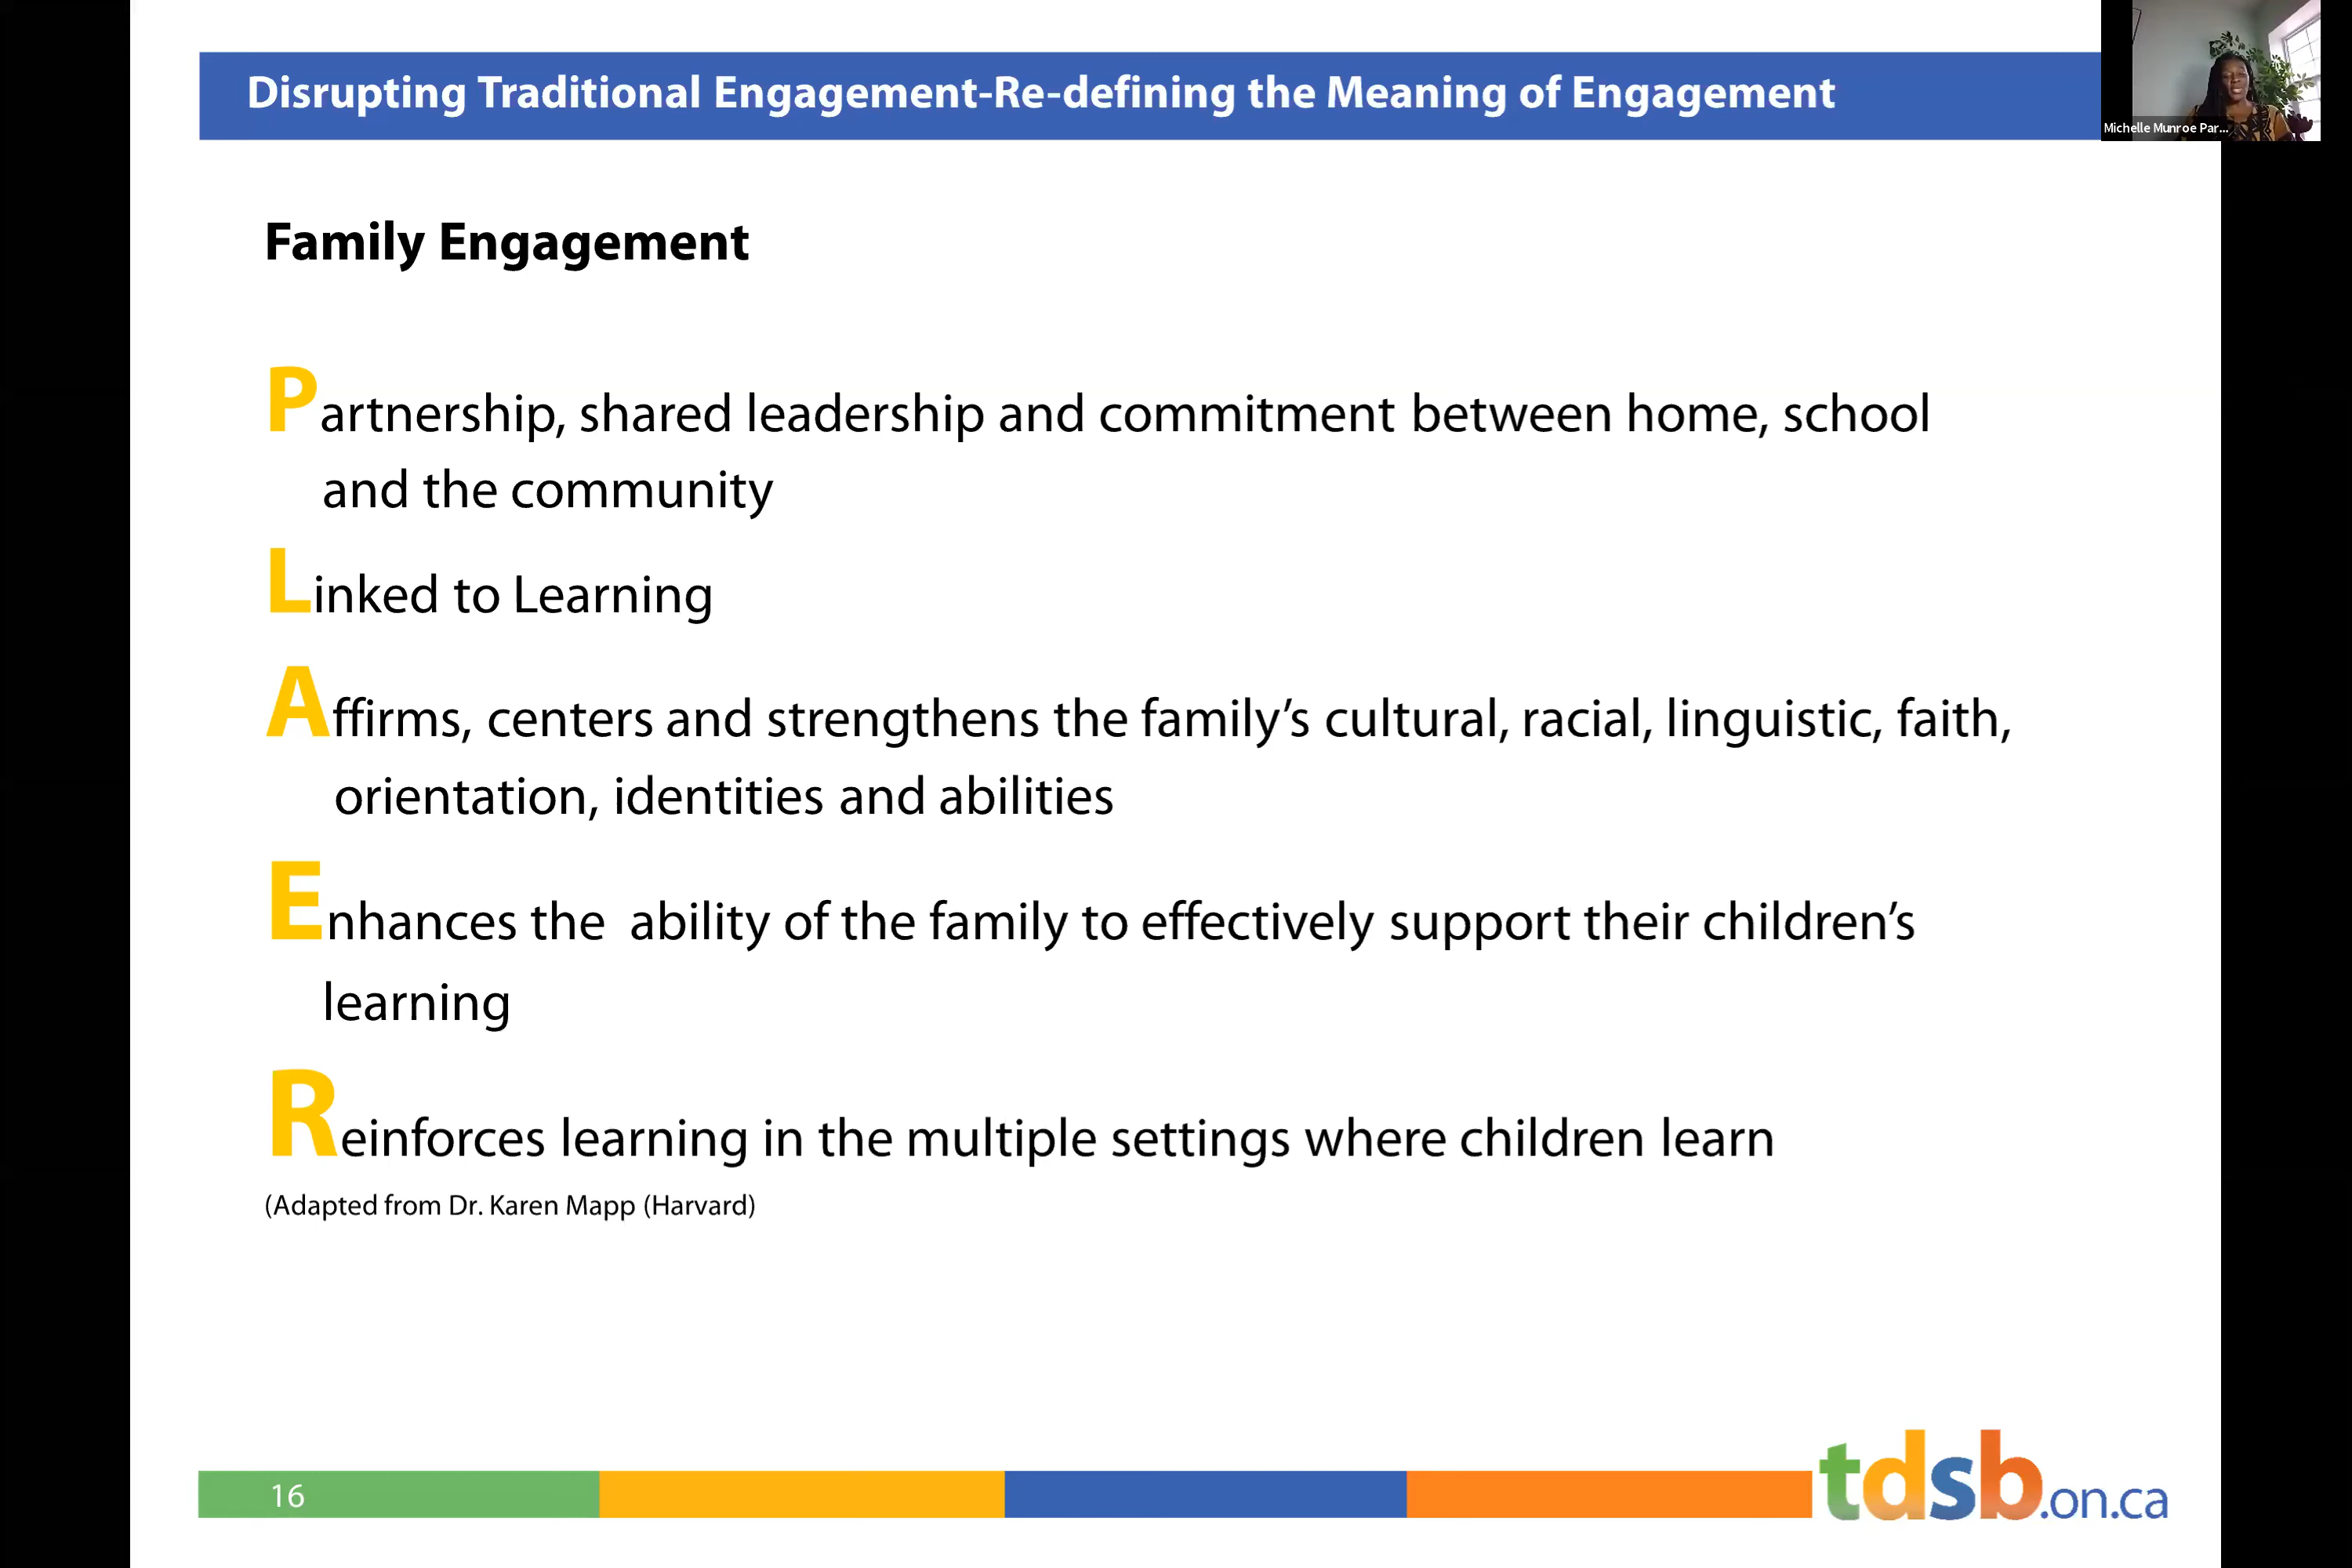 Disrupting Traditional Engagement-Re-defining the Meaning of Engagement
Michelle Munroe Par...
Family Engagement
Partnership, shared leadership and commitment between home, school
and the community
Linked to Learning
Affirms, centers and strengthens the family’s cultural, racial, linguistic, faith,
orientation, identities and abilities
Enhances the  ability of the family to effectively support their children’s
learning
Reinforces learning in the multiple settings where children learn
(Adapted from Dr. Karen Mapp (Harvard)
16
tdsb.on.ca